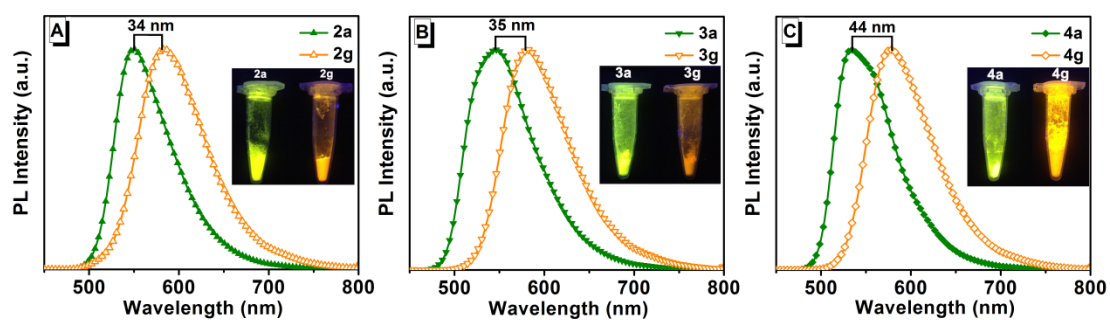 A
34 nm
2a
2g
2a
2g
PL Intensity (a.u.)
500 600 700 800
Wavelength (nm)
B
35 nm
3a
3g
3a
3g
PL Intensity (a.u.)
500 600 700 800
Wavelength (nm)
C
44 nm
4a
4g
4a
4g
PL Intensity (a.u.)
500 600 700 800
Wavelength (nm)